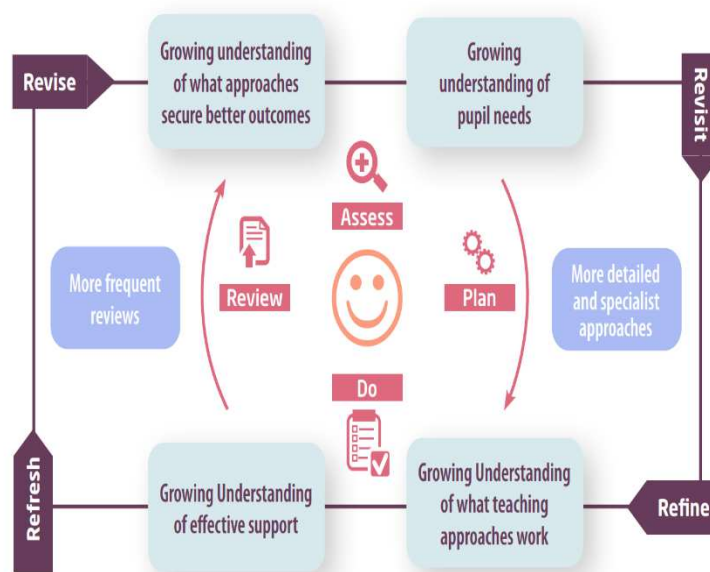 Revise
Growing understanding
of what approaches
secure better outcomes
Growing
understanding of
pupil needs
Revisit
Assess
More frequent
reviews
Review
Plan
More detailed
and specialist
approaches
Do
Refresh
Growing Understanding
of effective support
Growing Understanding
of what teaching
approaches work
Refine